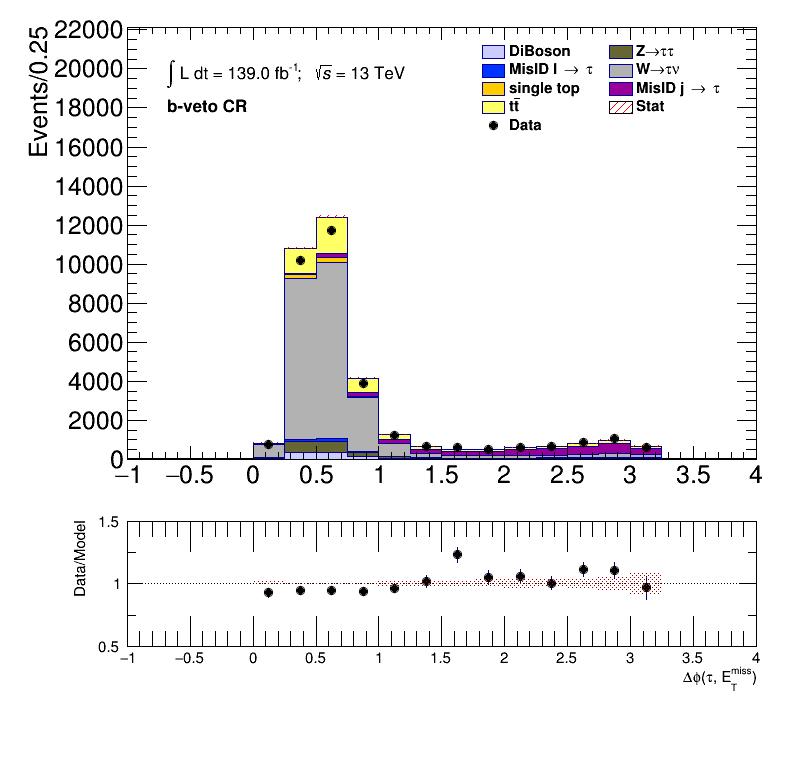 Events/0.25
22000
20000
18000
16000
14000
12000
10000
8000
6000
4000
2000
0
∫ L dt = 139.0 fb⁻¹; √s = 13 TeV
b-veto CR
DiBoson
MisID l → τ
single top
tt̄
Data
Z→ττ
W→τν
MisID j → τ
Stat
−1 −0.5 0 0.5 1 1.5 2 2.5 3 3.5 4
Data/Model
1.5
1
0.5
−1 −0.5 0 0.5 1 1.5 2 2.5 3 3.5 4
Δϕ(τ, E_T^miss)